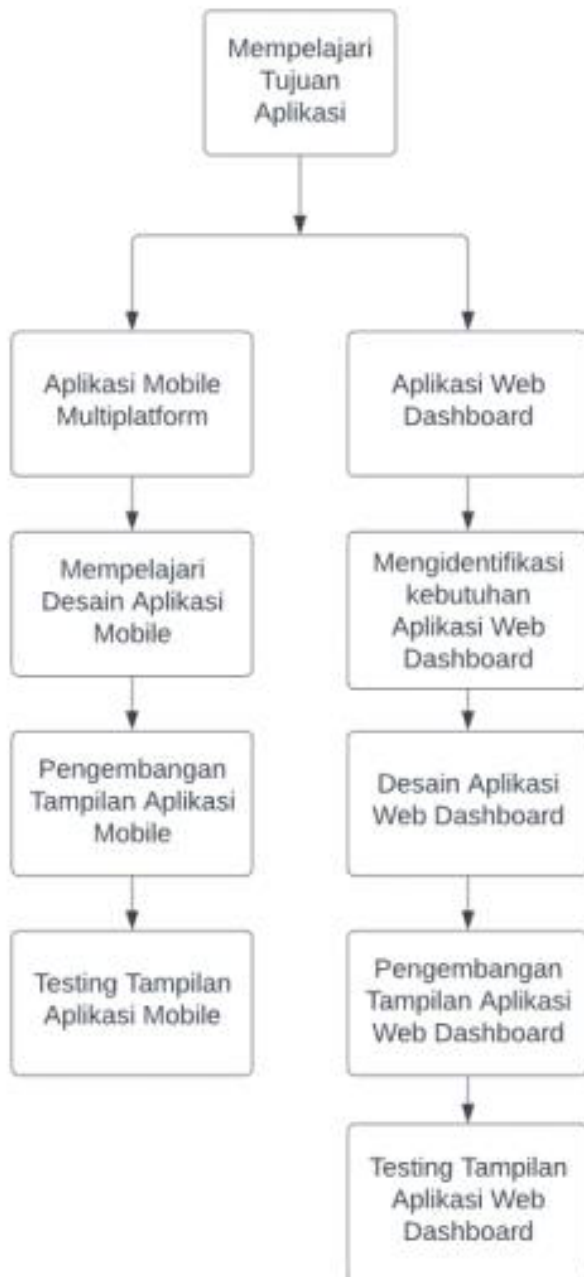 Mempelajari
Tujuan
Aplikasi
Aplikasi Mobile
Multiplatform
Aplikasi Web
Dashboard
Mempelajari
Desain Aplikasi
Mobile
Mengidentifikasi
kebutuhan
Aplikasi Web
Dashboard
Pengembangan
Tampilan Aplikasi
Mobile
Desain Aplikasi
Web Dashboard
Testing Tampilan
Aplikasi Mobile
Pengembangan
Tampilan Aplikasi
Web Dashboard
Testing Tampilan
Aplikasi Web
Dashboard